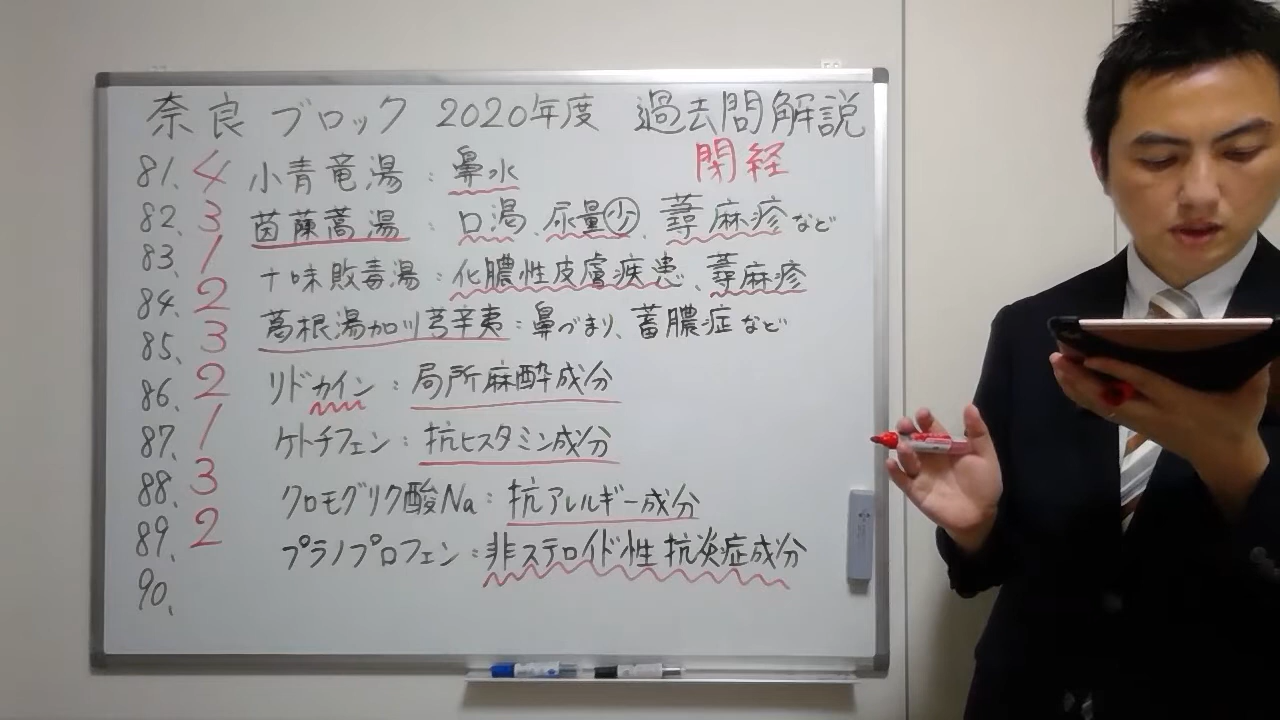 奈良ブロック 2020年度 過去問解説
閉経
81. 4 小青竜湯:鼻水
82. 3 茵蔯蒿湯:口渇、尿量少、蕁麻疹など
83. 1 十味敗毒湯:化膿性皮膚疾患、蕁麻疹
84. 2 葛根湯加川芎辛夷:鼻づまり、蓄膿症など
85. 3
86. 2 リドカイン:局所麻酔成分
87. 1 ケトチフェン:抗ヒスタミン成分
88. 3 クロモグリク酸Na:抗アレルギー成分
89. 2 プラノプロフェン:非ステロイド性抗炎症成分
90.